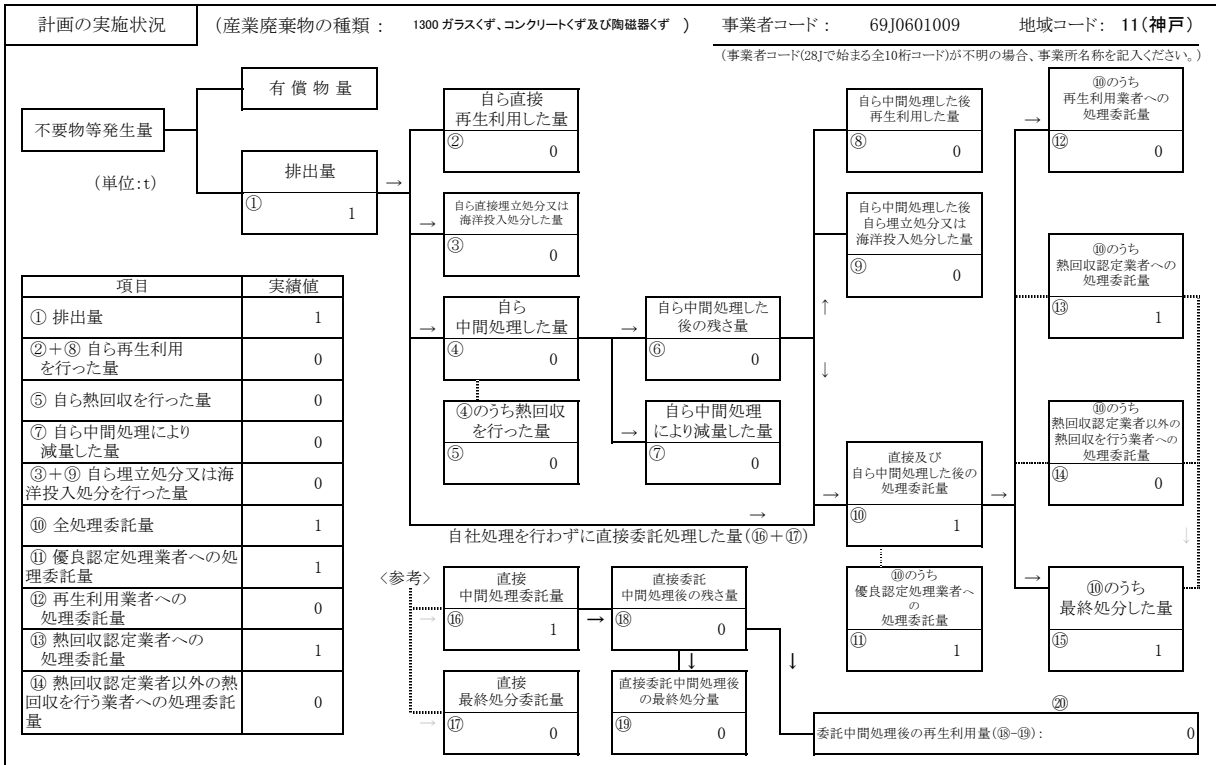 計画の実施状況 (産業廃棄物の種類： 1300 ガラスくず、コンクリートくず及び陶磁器くず ) 事業者コード： 69J0601009 地域コード： 11(神戸)
(事業者コード(28Jで始まる全10桁コード)が不明の場合、事業所名称を記入ください。)
不要物等発生量
(単位:t)
有 償 物 量
排出量
① 1
→
自ら直接
再生利用した量
② 0
→
自ら直接埋立処分又は
海洋投入処分した量
③ 0
→
自ら
中間処理した量
④ 0
④のうち熱回収
を行った量
⑤ 0
→
自ら中間処理した
後の残さ量
⑥ 0
→
自ら中間処理
により減量した量
⑦ 0
自ら中間処理した後
再生利用した量
⑧ 0
自ら中間処理した後
自ら埋立処分又は
海洋投入処分した量
⑨ 0
↑
↓
→
直接及び
自ら中間処理した後の
処理委託量
⑩ 1
→
⑩のうち
優良認定処理業者へ
の
処理委託量
⑪ 1
→
⑩のうち
再生利用業者への
処理委託量
⑫ 0
⑩のうち
熱回収認定業者への
処理委託量
⑬ 1
⑩のうち
熱回収認定業者以外の
熱回収を行う業者への
処理委託量
⑭ 0
↓
→
⑩のうち
最終処分した量
⑮ 1
→
自社処理を行わずに直接委託処理した量(⑯＋⑰)
〈参考〉
→
直接
中間処理委託量
⑯ 1
→
直接委託
中間処理後の残さ量
⑱ 0
→
直接
最終処分委託量
⑰ 0
↓
直接委託中間処理後
の最終処分量
⑲ 0
↓
⑳
委託中間処理後の再生利用量(⑱-⑲)： 0
項目 実績値
① 排出量 1
②＋⑧ 自ら再生利用
を行った量 0
⑤ 自ら熱回収を行った量 0
⑦ 自ら中間処理により
減量した量 0
③＋⑨ 自ら埋立処分又は海
洋投入処分を行った量 0
⑩ 全処理委託量 1
⑪ 優良認定処理業者への処
理委託量 1
⑫ 再生利用業者への
処理委託量 0
⑬ 熱回収認定業者への
処理委託量 1
⑭ 熱回収認定業者以外の熱
回収を行う業者への処理委託
量 0